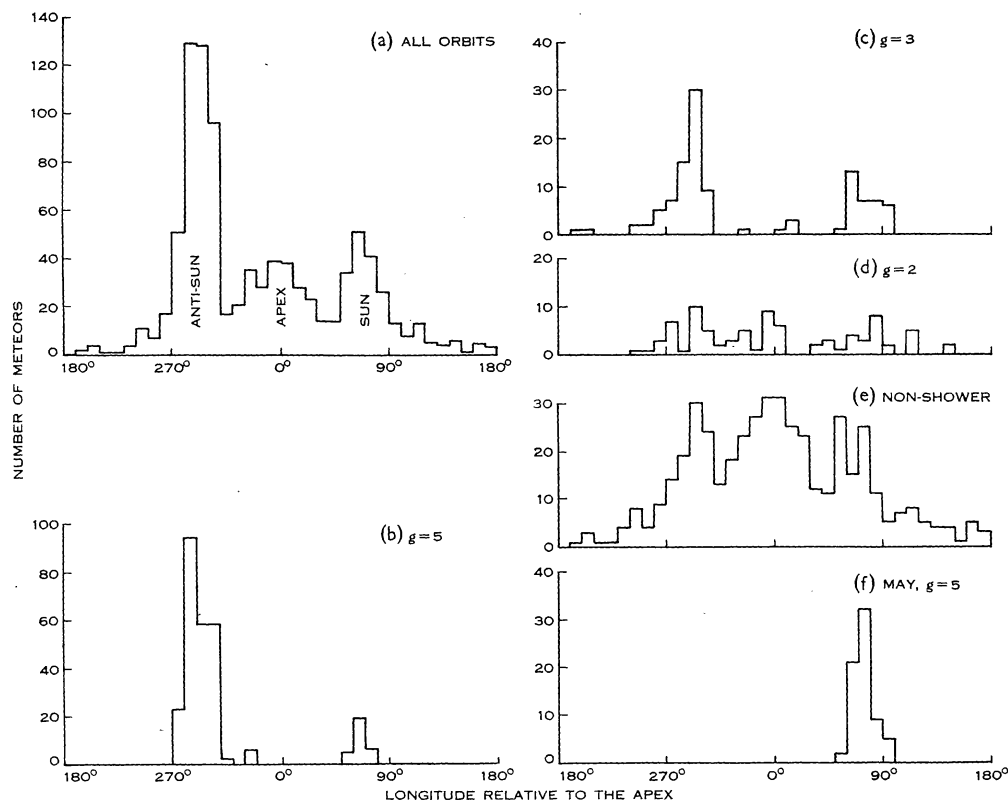 (a) ALL ORBITS
140
120
100
80
60
40
20
0
ANTI-SUN
APEX
SUN
180° 270° 0° 90° 180°
(b) g=5
100
80
60
40
20
0
180° 270° 0° 90° 180°
(c) g=3
40
30
20
10
0
(d) g=2
20
10
0
(e) NON-SHOWER
30
20
10
0
(f) MAY, g=5
40
30
20
10
0
180° 270° 0° 90° 180°
NUMBER OF METEORS
LONGITUDE RELATIVE TO THE APEX